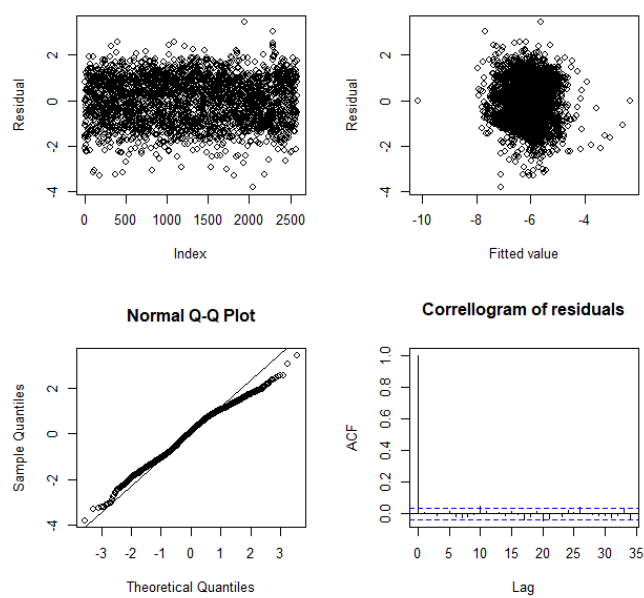 Residual
2
0
-2
-4
0 500 1000 1500 2000 2500
Index
Residual
2
0
-2
-4
-10 -8 -6 -4
Fitted value
Normal Q-Q Plot
Sample Quantiles
2
0
-2
-4
-3 -2 -1 0 1 2 3
Theoretical Quantiles
Correllogram of residuals
ACF
1.0
0.8
0.6
0.4
0.2
0.0
0 5 10 15 20 25 30 35
Lag